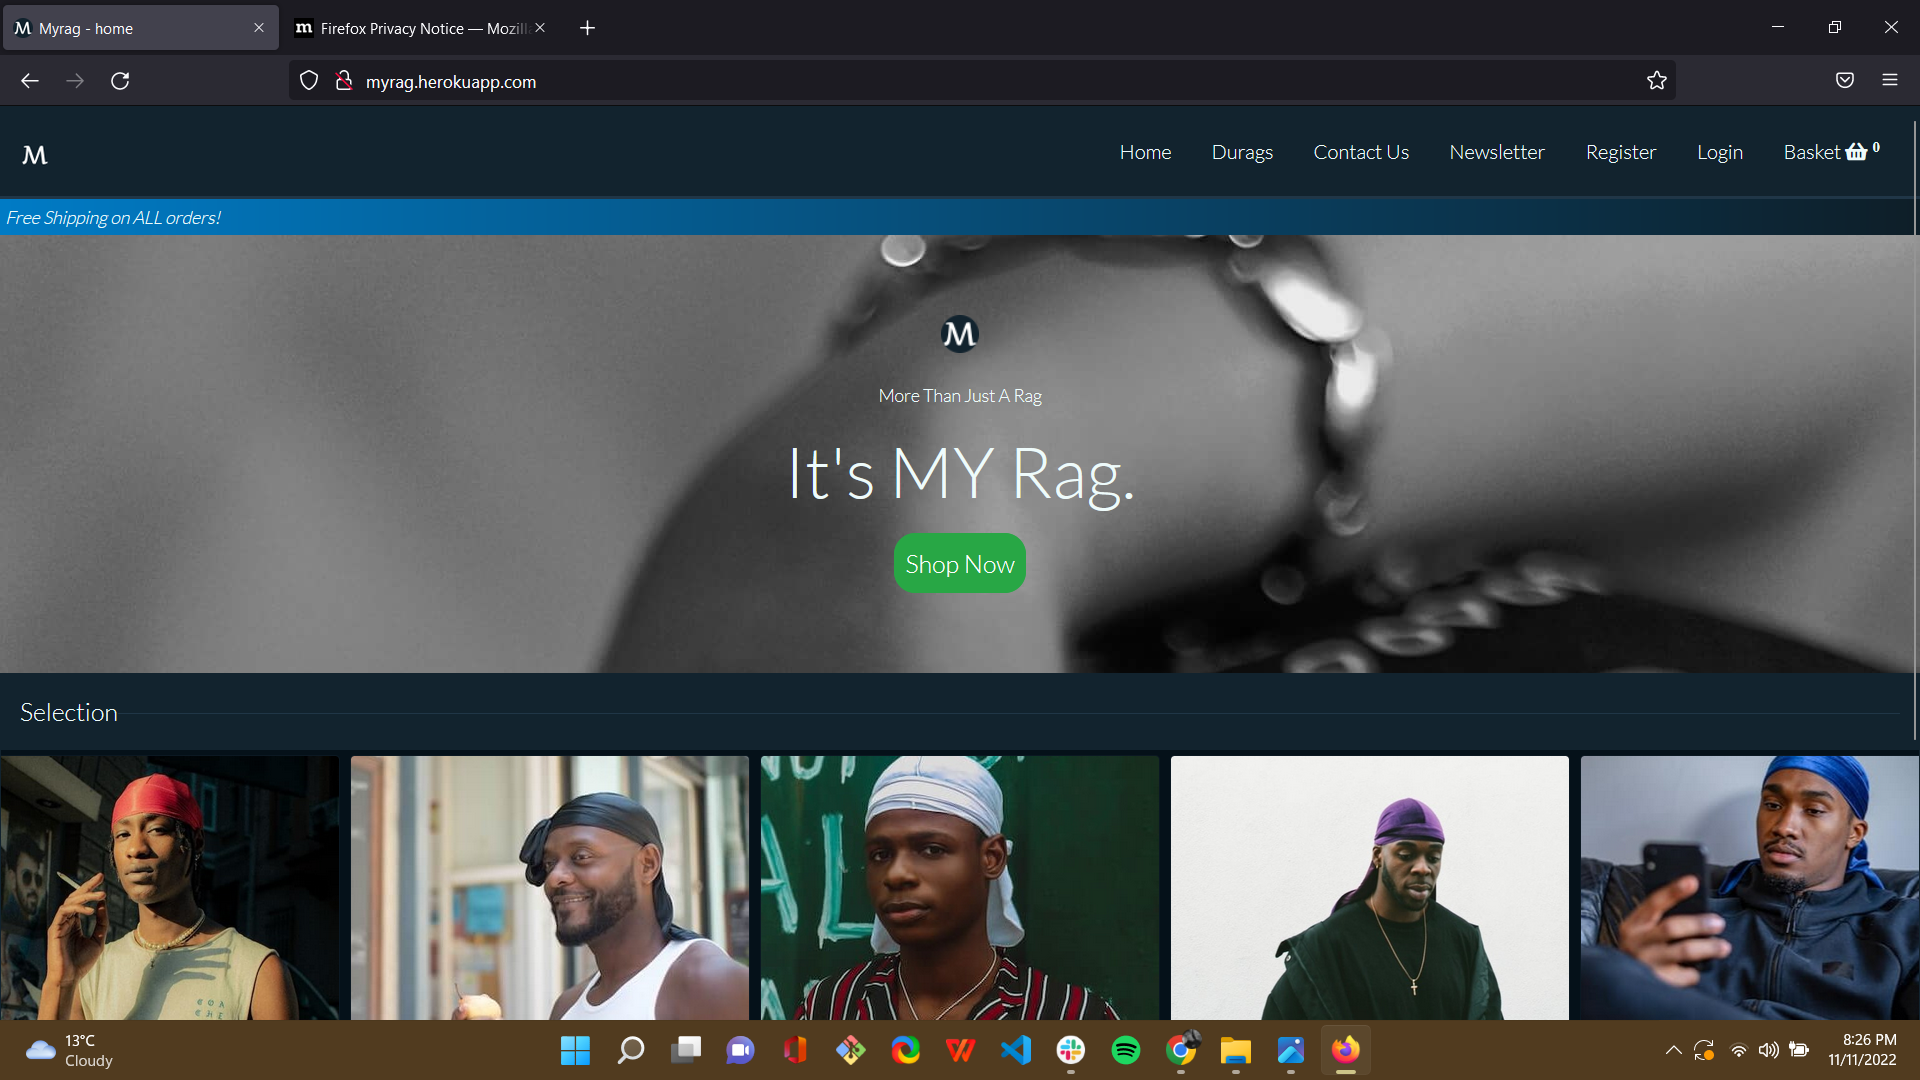 Myrag - home
Firefox Privacy Notice — Mozill
myrag.herokuapp.com
M
Home
Durags
Contact Us
Newsletter
Register
Login
Basket 0
Free Shipping on ALL orders!
M
More Than Just A Rag
It's MY Rag.
Shop Now
Selection
13°C
Cloudy
8:26 PM
11/11/2022